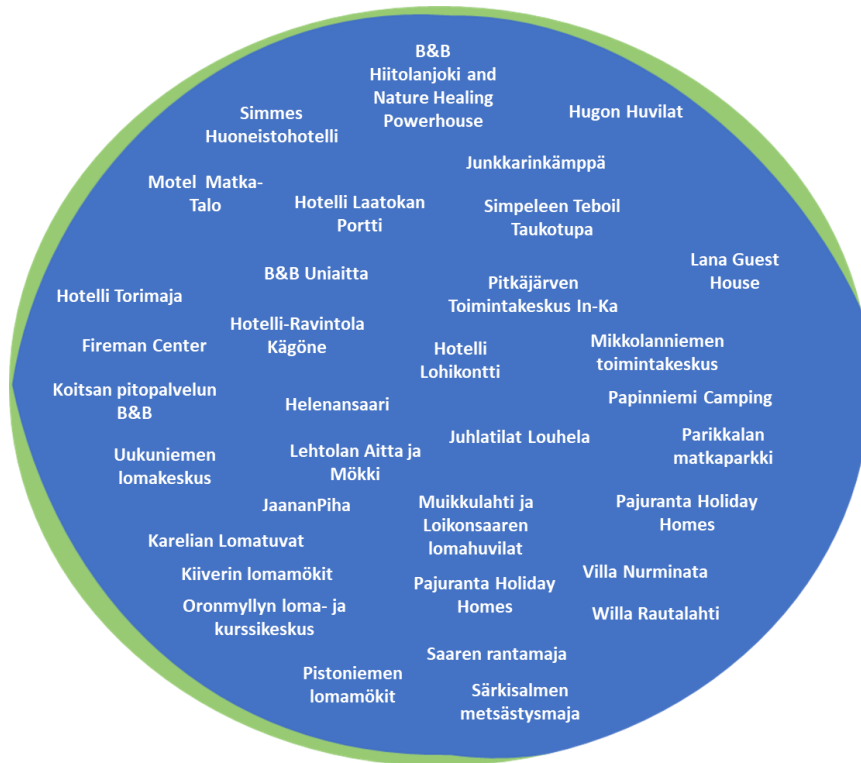 B&B
Hiitolanjoki and
Nature Healing
Powerhouse
Simmes
Huoneistohotelli
Hugon Huvilat
Junkkarinkämppä
Motel Matka-
Talo
Hotelli Laatokan
Portti
Simpeleen Teboil
Taukotupa
Lana Guest
House
B&B Uniaitta
Pitkäjärven
Toimintakeskus In-Ka
Hotelli Torimaja
Hotelli-Ravintola
Kägöne
Fireman Center
Hotelli
Lohikontti
Mikkolanniemen
toimintakeskus
Koitsan pitopalvelun
B&B
Helenansaari
Papinniemi Camping
Uukuniemen
lomakeskus
Lehtolan Aitta ja
Mökki
Juhlatilat Louhela
Parikkalan
matkaparkki
JaananPiha
Muikkulahti ja
Loikonsaaren
lomahuvilat
Pajuranta Holiday
Homes
Karelian Lomatuvat
Kiiverin lomamökit
Pajuranta Holiday
Homes
Villa Nurminata
Oronmyllyn loma- ja
kurssikeskus
Willa Rautalahti
Saaren rantamaja
Pistoniemen
lomamökit
Särkisalmen
metsästysmaja